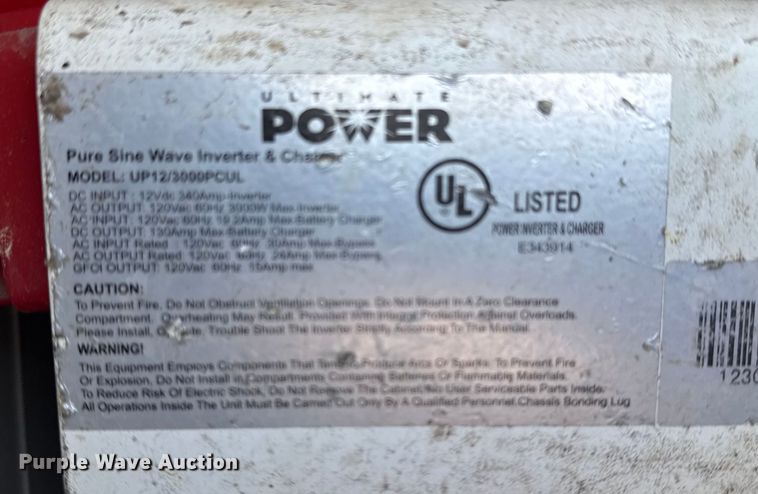 ULTIMATE
POWER
Pure Sine Wave Inverter & Charger
MODEL: UP12/3000PCUL
DC INPUT : 12Vdc 340Amp-Inverter
AC OUTPUT: 120Vac 60Hz 3000W Max-Inverter
AC INPUT: 120Vac 60Hz Max-Battery Charger
DC OUTPUT: 130Amp Max-Battery Charger
AC INPUT Rated : 120Vac 60Hz 30Amp Max-Bypass
AC OUTPUT Rated: 120Vac 60Hz Max-Bypass
GFCI OUTPUT: 120Vac 60Hz 15Amp max
UL LISTED
POWER INVERTER & CHARGER
E343914
CAUTION:
To Prevent Fire, Do Not Obstruct Ventilation Openings. Do Not Mount In A Zero Clearance
Compartment. Overheating May Result. Provided With Integral Protection Against Overloads.
Please Install, Operate, Trouble Shoot The Inverter Strictly According To The Manual.
WARNING!
This Equipment Employs Components That Tend To Produce Arcs Or Sparks. To Prevent Fire
Or Explosion, Do Not Install in Compartments Containing Batteries Or Flammable Materials.
To Reduce Risk Of Electric Shock, Do Not Remove The Cabinet.No User Serviceable Parts Inside.
All Operations Inside The Unit Must Be Carried Out Only By A Qualified Personnel.Chassis Bonding Lug
1230
Purple Wave Auction